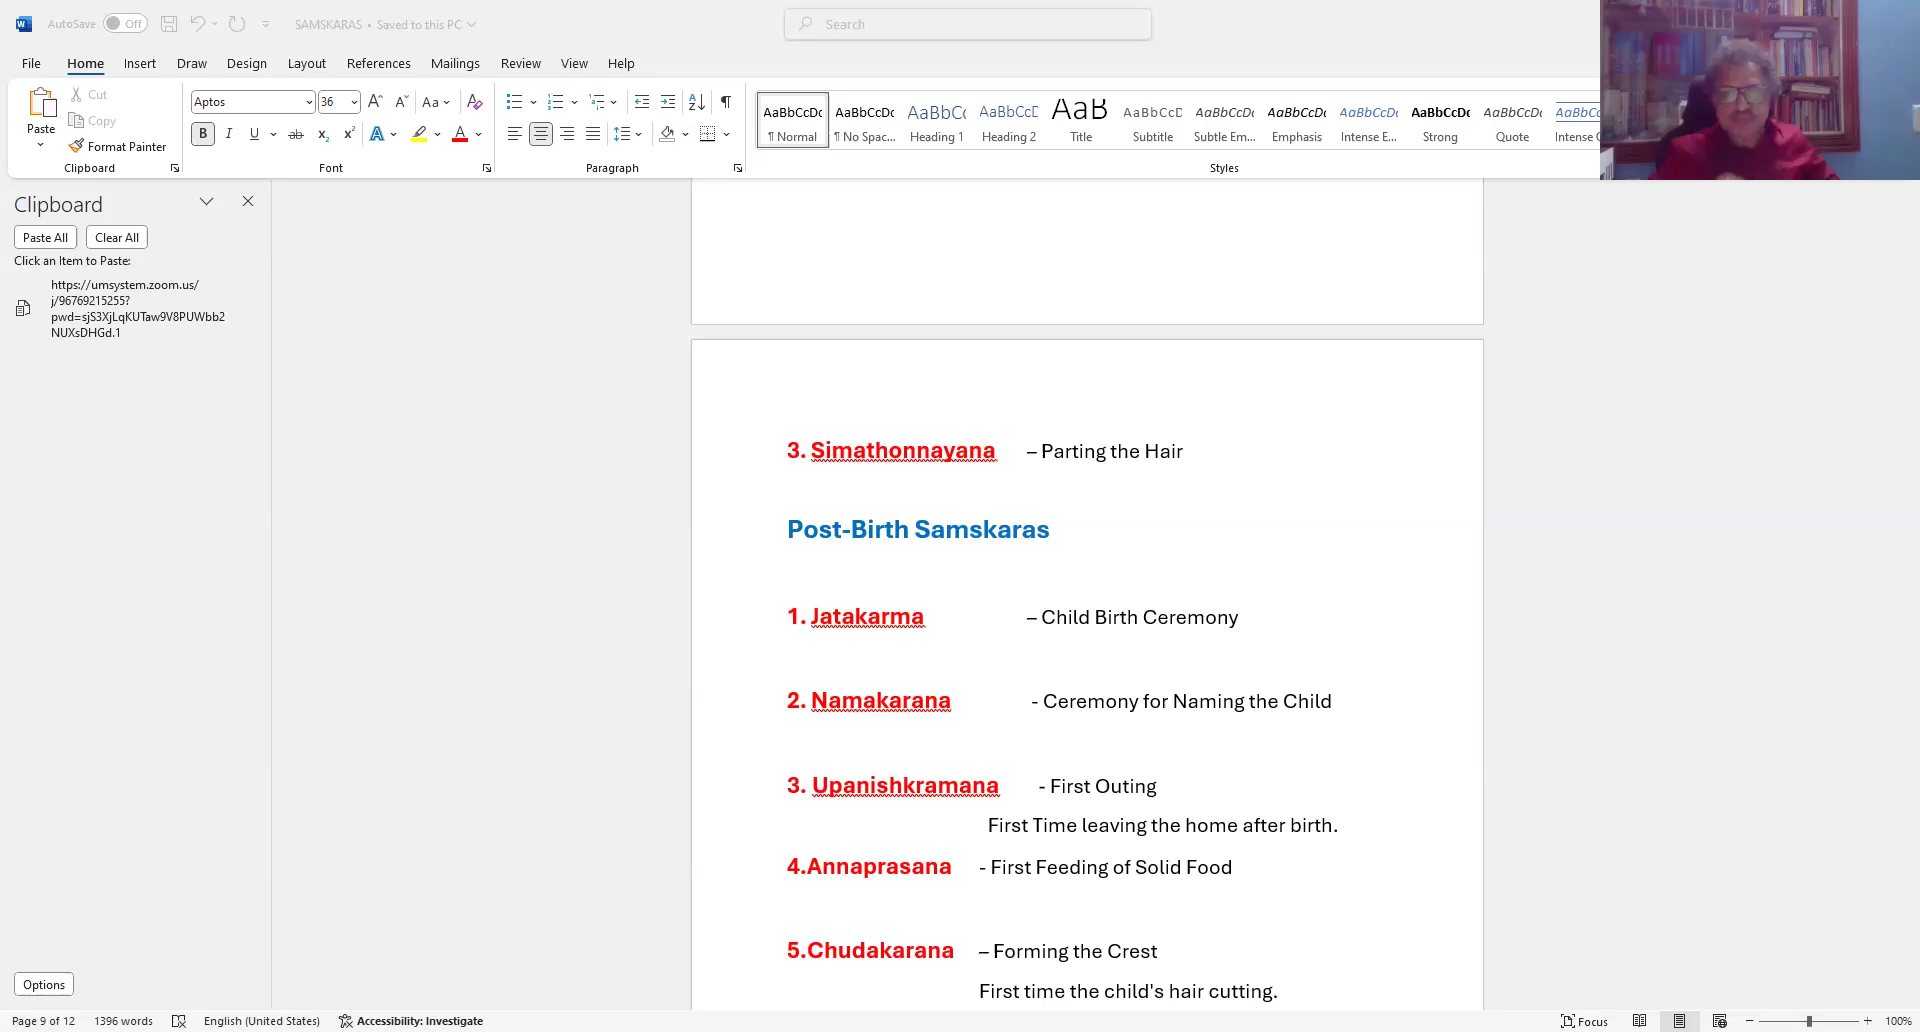 AutoSave Off SAMSKARAS • Saved to this PC Search
File Home Insert Draw Design Layout References Mailings Review View Help
Paste Cut Copy Format Painter
Clipboard
Aptos 36
Font
Paragraph
AaBbCcDc AaBbCcDc AaBbC AaBbCcD AaB AaBbCcD AaBbCcDc AaBbCcDc AaBbCcDc AaBbCcDc AaBbCcDc AaBbC
¶ Normal ¶ No Spac... Heading 1 Heading 2 Title Subtitle Subtle Em... Emphasis Intense E... Strong Quote Intense
Styles
Clipboard
Paste All Clear All
Click an Item to Paste:
https://umsystem.zoom.us/
j/96769215255?
pwd=sjS3XjLqKUTaw9V8PUWbb2
NUXsDHGd.1
Options
3. Simathonnayana – Parting the Hair
Post-Birth Samskaras
1. Jatakarma – Child Birth Ceremony
2. Namakarana - Ceremony for Naming the Child
3. Upanishkramana - First Outing
First Time leaving the home after birth.
4.Annaprasana - First Feeding of Solid Food
5.Chudakarana – Forming the Crest
First time the child's hair cutting.
Page 9 of 12 1396 words English (United States) Accessibility: Investigate Focus 100%